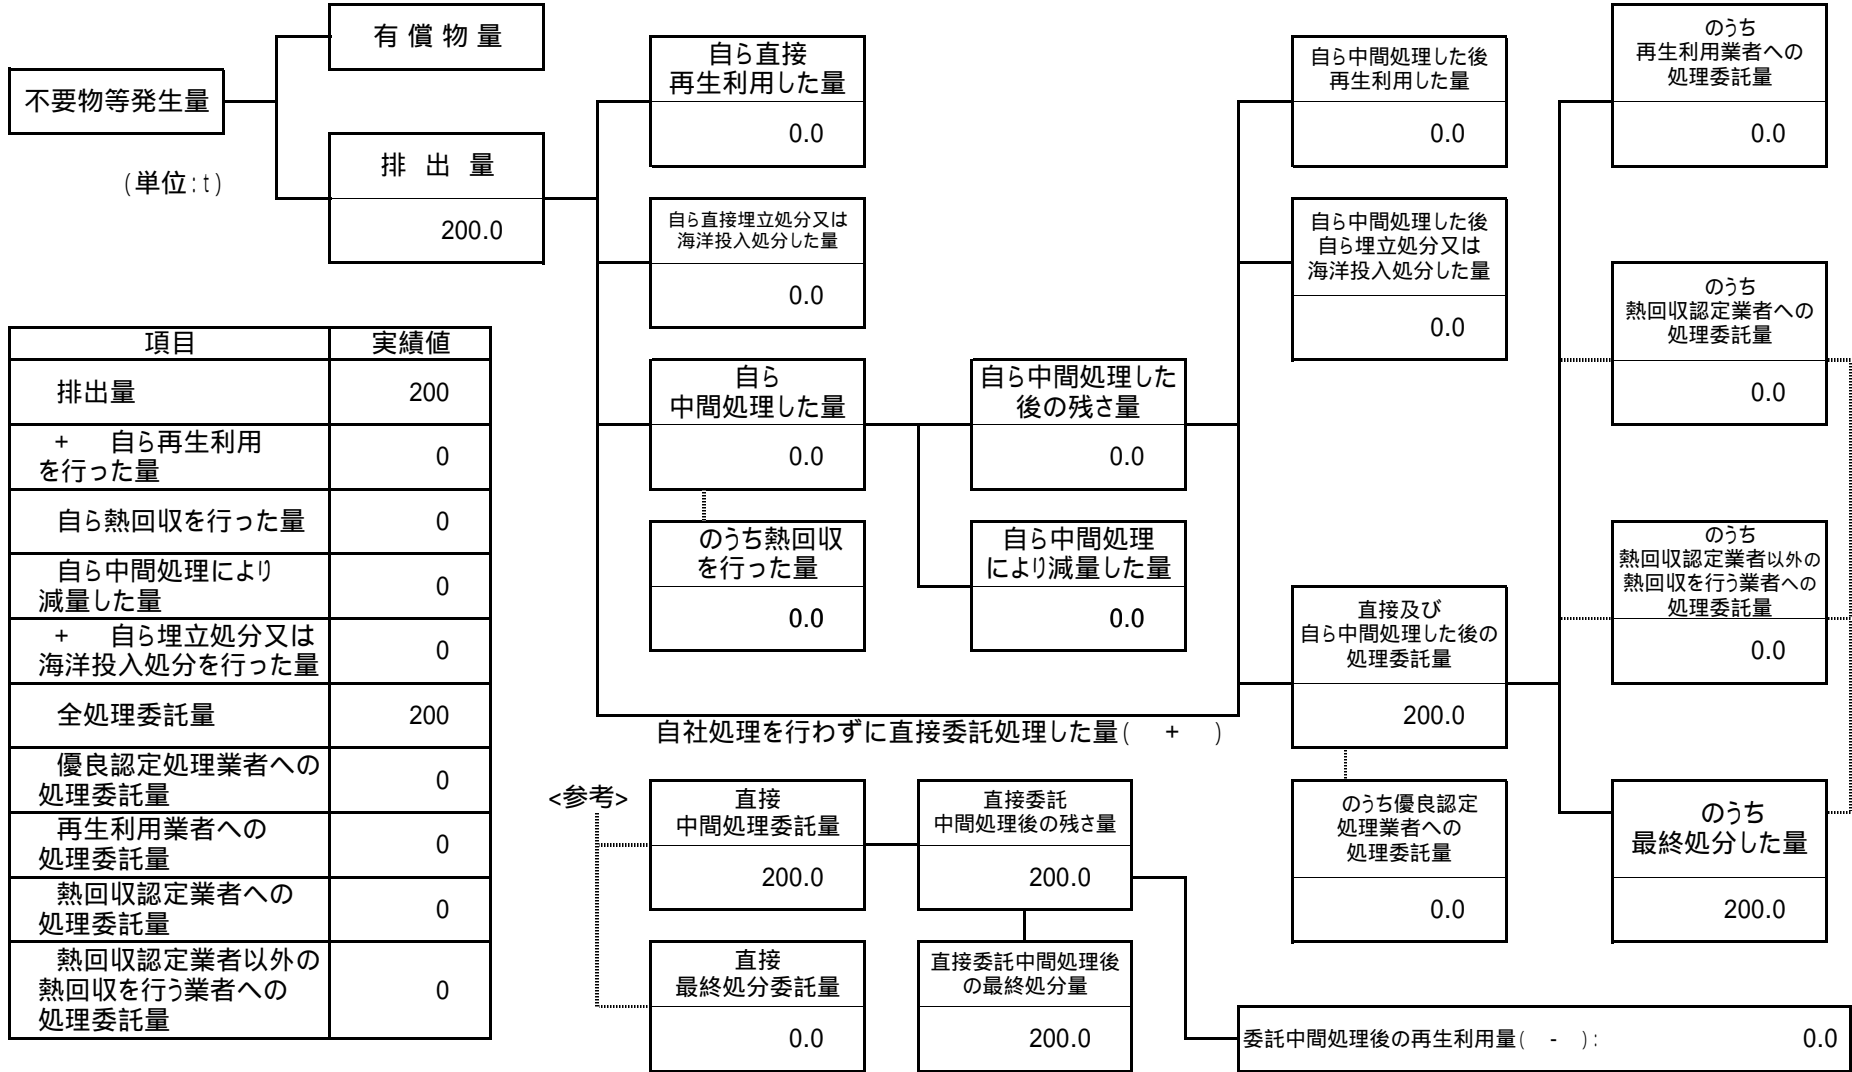 有 償 物 量
不要物等発生量
(単位:t)
排 出 量
200.0
自ら直接
再生利用した量
0.0
自ら直接埋立処分又は
海洋投入処分した量
0.0
自ら
中間処理した量
0.0
のうち熱回収
を行った量
0.0
自ら中間処理した
後の残さ量
0.0
自ら中間処理
により減量した量
0.0
自ら中間処理した後
再生利用した量
0.0
自ら中間処理した後
自ら埋立処分又は
海洋投入処分した量
0.0
直接及び
自ら中間処理した後の
処理委託量
200.0
のうち優良認定
処理業者への
処理委託量
0.0
のうち
再生利用業者への
処理委託量
0.0
のうち
熱回収認定業者への
処理委託量
0.0
のうち
熱回収認定業者以外の
熱回収を行う業者への
処理委託量
0.0
のうち
最終処分した量
200.0
自社処理を行わずに直接委託処理した量( + )
項目 実績値
排出量 200
+ 自ら再生利用
を行った量 0
自ら熱回収を行った量 0
自ら中間処理により
減量した量 0
+ 自ら埋立処分又は
海洋投入処分を行った量 0
全処理委託量 200
優良認定処理業者への
処理委託量 0
再生利用業者への
処理委託量 0
熱回収認定業者への
処理委託量 0
熱回収認定業者以外の
熱回収を行う業者への
処理委託量 0
<参考>
直接
中間処理委託量
200.0
直接委託
中間処理後の残さ量
200.0
直接
最終処分委託量
0.0
直接委託中間処理後
の最終処分量
200.0
委託中間処理後の再生利用量( - ): 0.0